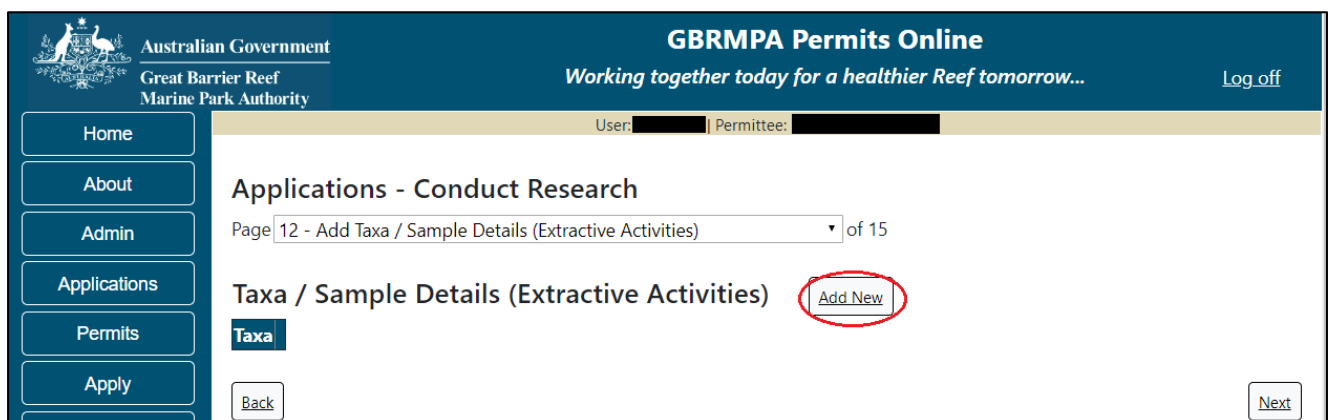 Australian Government
Great Barrier Reef
Marine Park Authority
GBRMPA Permits Online
Working together today for a healthier Reef tomorrow...
Log off
User: | Permittee:
Home
About
Admin
Applications
Permits
Apply
Applications - Conduct Research
Page 12 - Add Taxa / Sample Details (Extractive Activities) of 15
Taxa / Sample Details (Extractive Activities) Add New
Taxa
Back Next